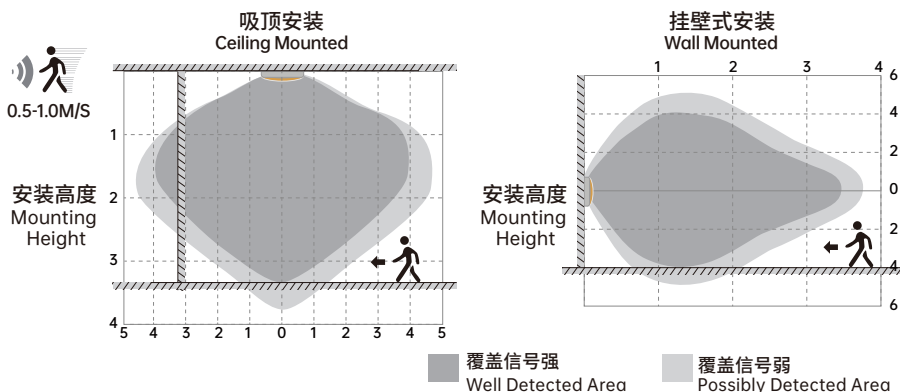 吸顶安装
Ceiling Mounted
0.5-1.0M/S
安装高度
Mounting
Height
1
2
3
4
5 4 3 2 1 0 1 2 3 4 5
挂壁式安装
Wall Mounted
1 2 3 4
安装高度
Mounting
Height
6
4
2
0
2
4
6
覆盖信号强
Well Detected Area
覆盖信号弱
Possibly Detected Area